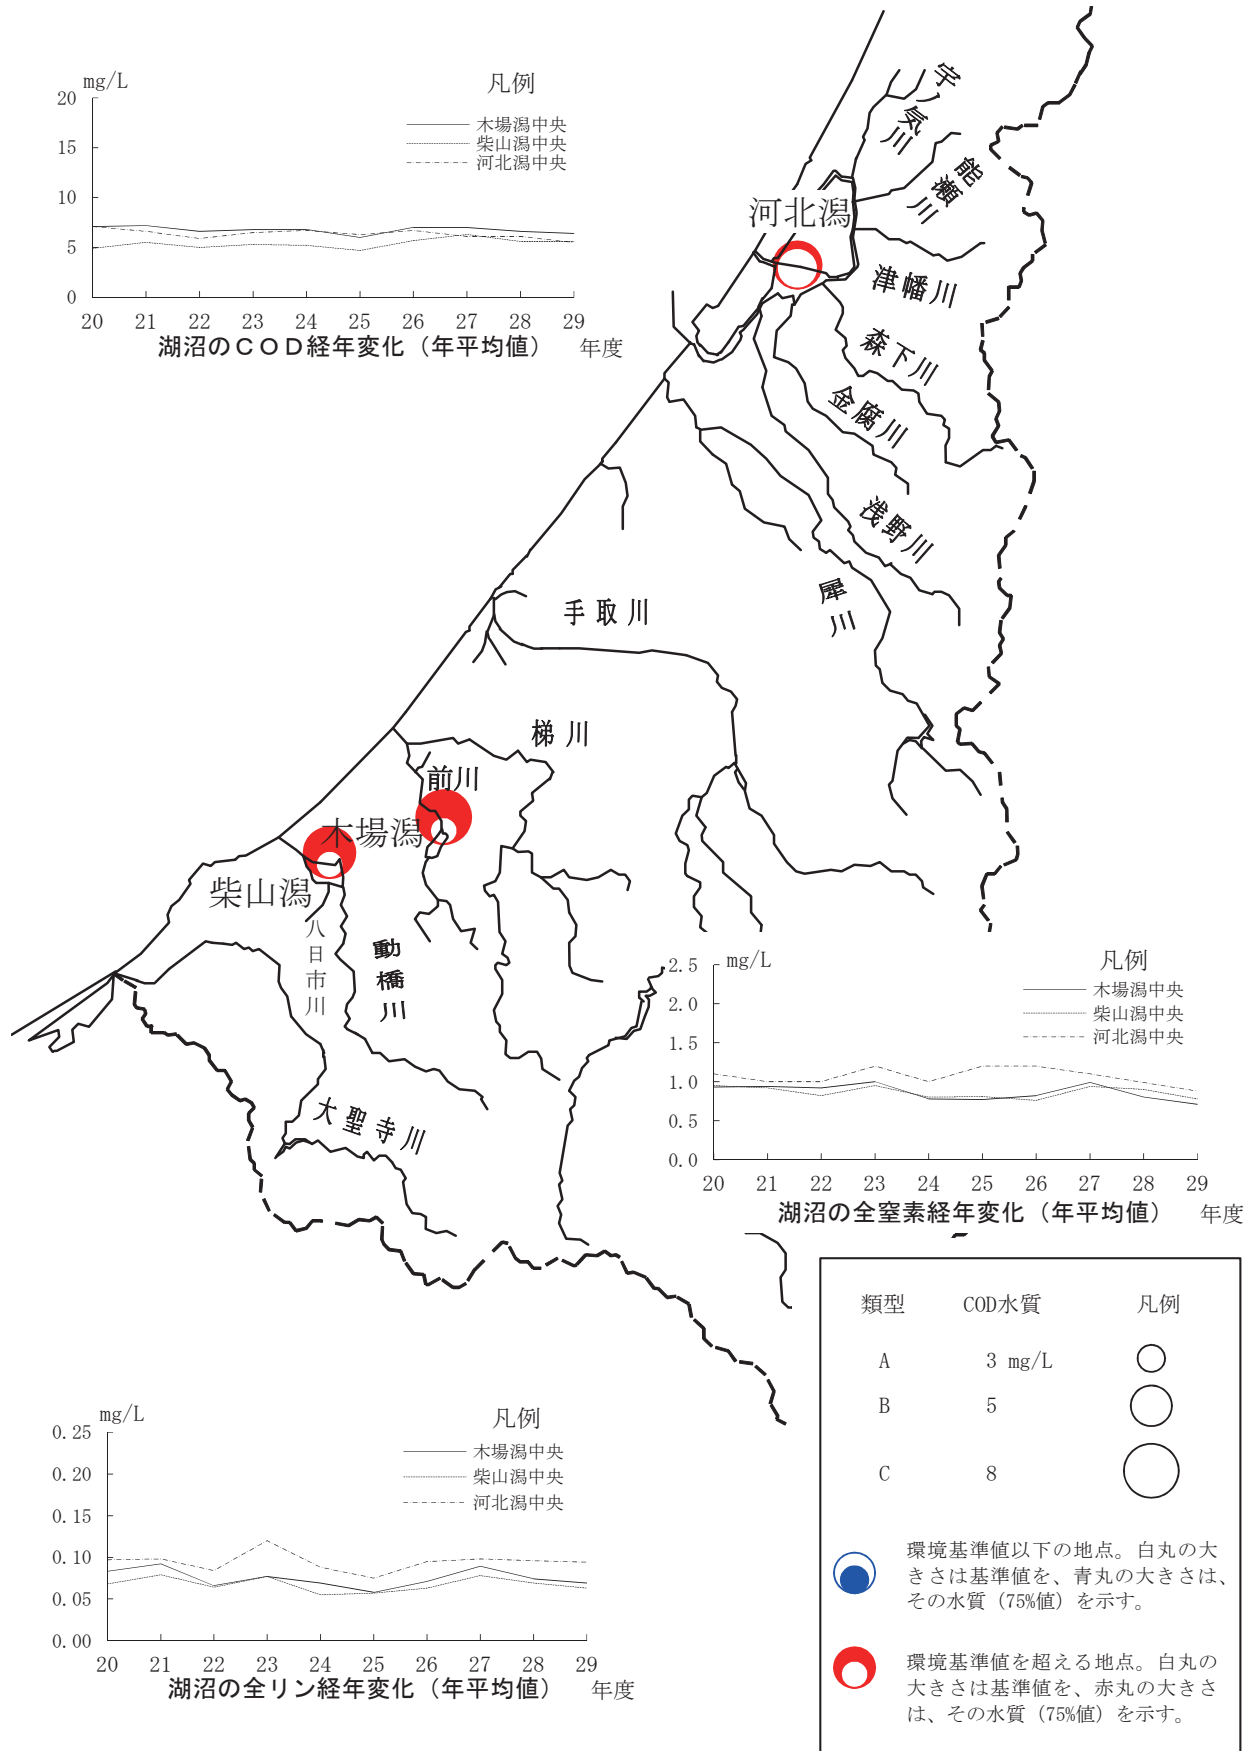 mg/L
凡例
20
15
10
5
0
木場潟中央
柴山潟中央
河北潟中央
20 21 22 23 24 25 26 27 28 29
湖沼のＣＯＤ経年変化（年平均値） 年度
宇ノ気川
能瀬川
河北潟
津幡川
森下川
金腐川
浅野川
犀川
手取川
梯川
前川
木場潟
柴山潟
八日市川
動橋川
大聖寺川
mg/L
凡例
2.5
2.0
1.5
1.0
0.5
0.0
木場潟中央
柴山潟中央
河北潟中央
20 21 22 23 24 25 26 27 28 29
湖沼の全窒素経年変化（年平均値） 年度
mg/L
凡例
0.25
0.20
0.15
0.10
0.05
0.00
木場潟中央
柴山潟中央
河北潟中央
20 21 22 23 24 25 26 27 28 29
湖沼の全リン経年変化（年平均値） 年度
類型 COD水質 凡例
A 3 mg/L
B 5
C 8
環境基準値以下の地点。白丸の大
きさは基準値を、青丸の大きさは、
その水質（75%値）を示す。
環境基準値を超える地点。白丸の
大きさは基準値を、赤丸の大きさ
は、その水質（75%値）を示す。